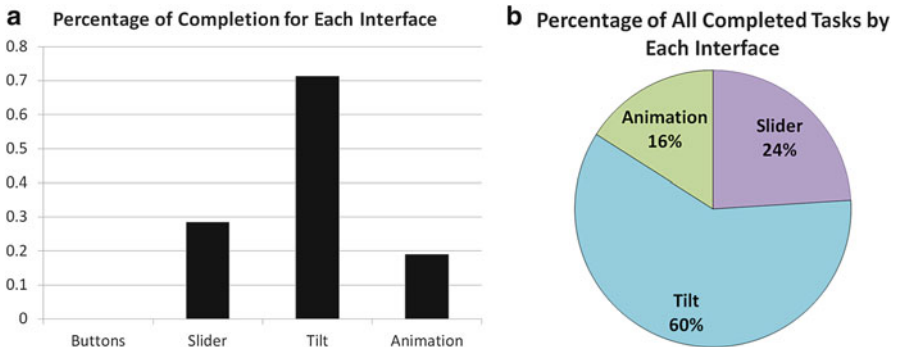 a
Percentage of Completion for Each Interface
0.8
0.7
0.6
0.5
0.4
0.3
0.2
0.1
0
Buttons Slider Tilt Animation
b
Percentage of All Completed Tasks by
Each Interface
Animation
16%
Slider
24%
Tilt
60%